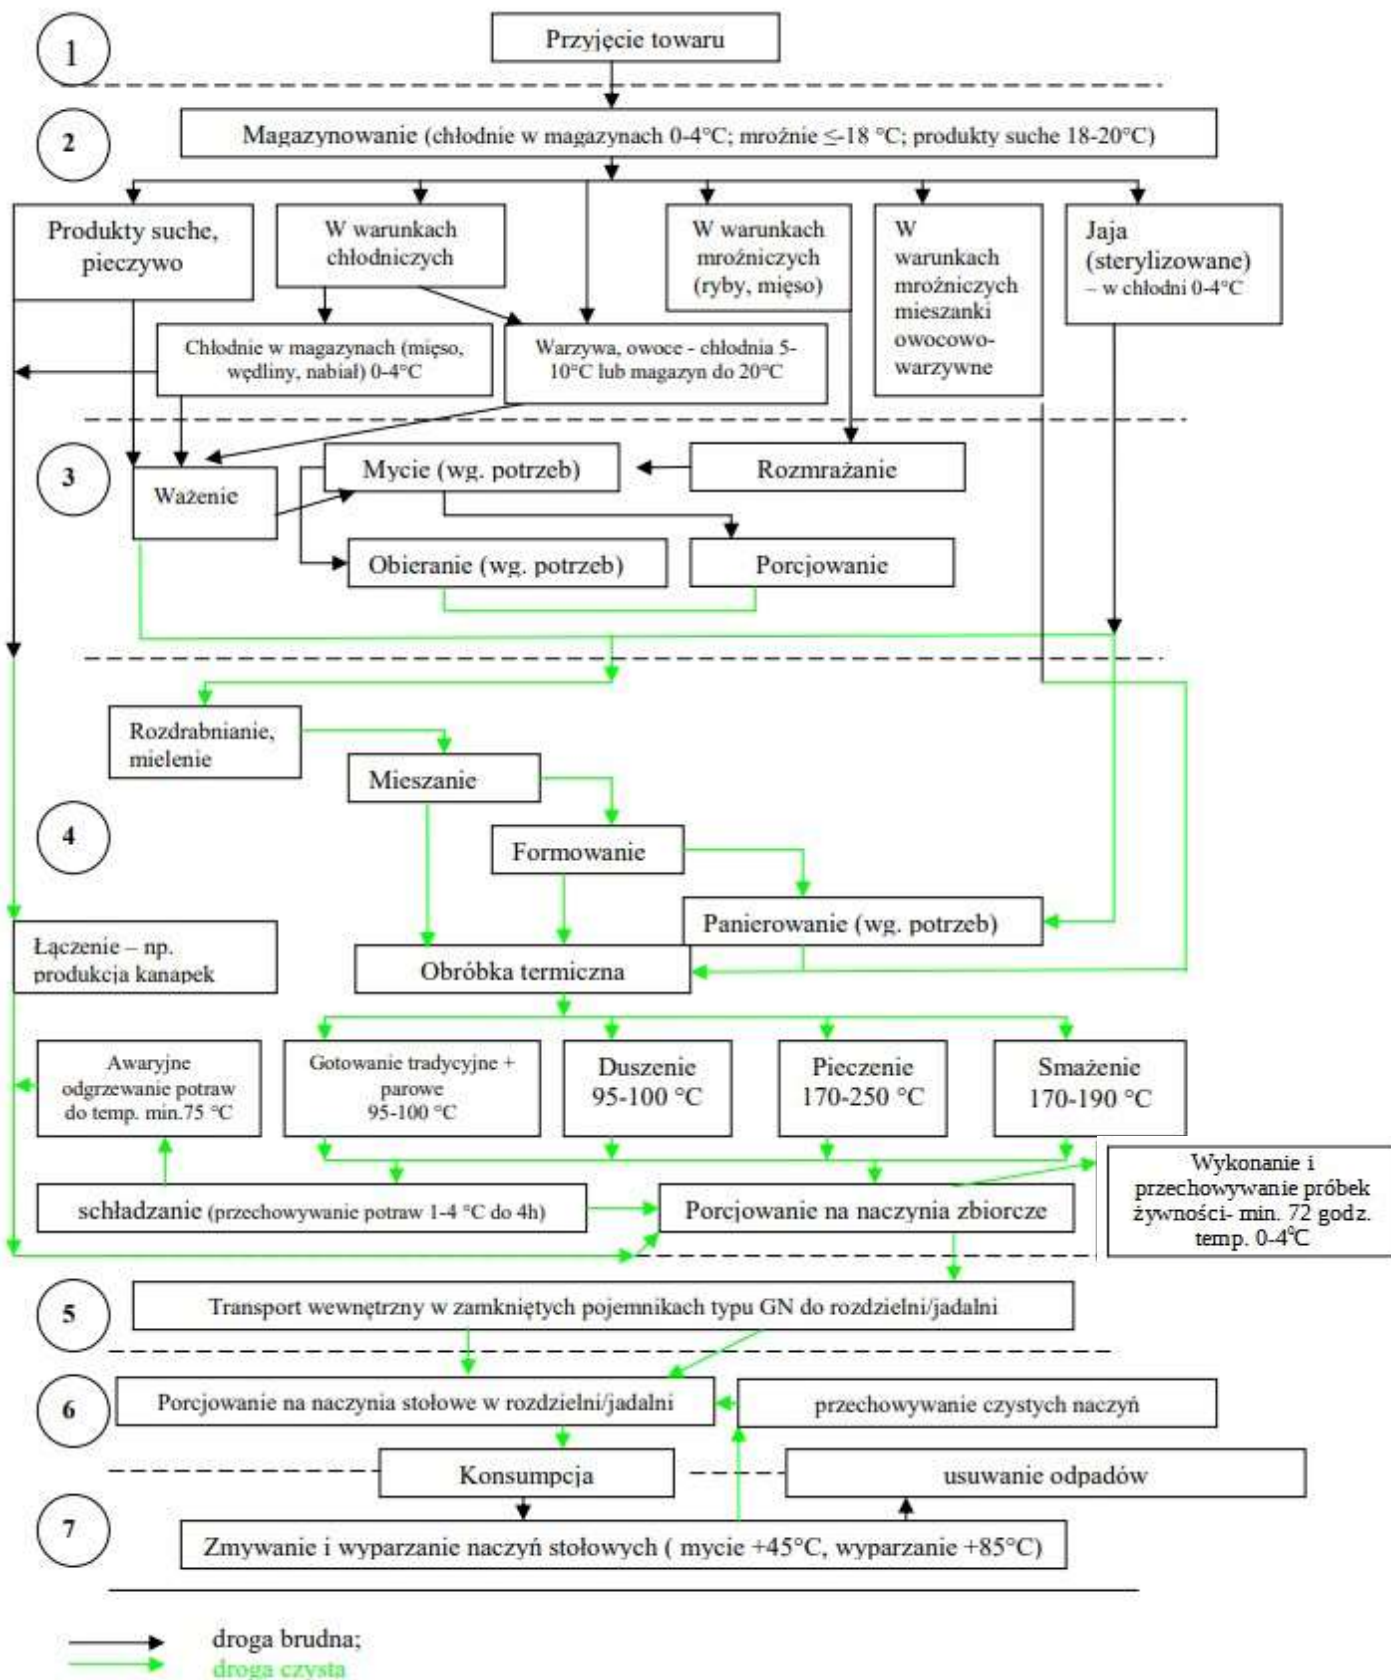 1
Przyjęcie towaru
2
Magazynowanie (chłodnie w magazynach 0-4°C; mroźnie ≤-18 °C; produkty suche 18-20°C)
Produkty suche,
pieczywo
W warunkach
chłodniczych
W warunkach
mroźniczych
(ryby, mięso)
W
warunkach
mroźniczych
mieszanki
owocowo-
warzywne
Jaja
(sterylizowane)
– w chłodni 0-4°C
Chłodnie w magazynach (mięso,
wędliny, nabiał) 0-4°C
Warzywa, owoce - chłodnia 5-
10°C lub magazyn do 20°C
3
Ważenie
Mycie (wg. potrzeb)
Rozmrażanie
Obieranie (wg. potrzeb)
Porcjowanie
Rozdrabnianie,
mielenie
Mieszanie
4
Formowanie
Panierowanie (wg. potrzeb)
Łączenie – np.
produkcja kanapek
Obróbka termiczna
Awaryjne
odgrzewanie potraw
do temp. min.75 °C
Gotowanie tradycyjne +
parowe
95-100 °C
Duszenie
95-100 °C
Pieczenie
170-250 °C
Smażenie
170-190 °C
schładzanie (przechowywanie potraw 1-4 °C do 4h)
Porcjowanie na naczynia zbiorcze
Wykonanie i
przechowywanie próbek
żywności- min. 72 godz.
temp. 0-4°C
5
Transport wewnętrzny w zamkniętych pojemnikach typu GN do rozdzielni/jadalni
6
Porcjowanie na naczynia stołowe w rozdzielni/jadalni
przechowywanie czystych naczyń
Konsumpcja
usuwanie odpadów
7
Zmywanie i wyparzanie naczyń stołowych ( mycie +45°C, wyparzanie +85°C)
droga brudna;
droga czysta